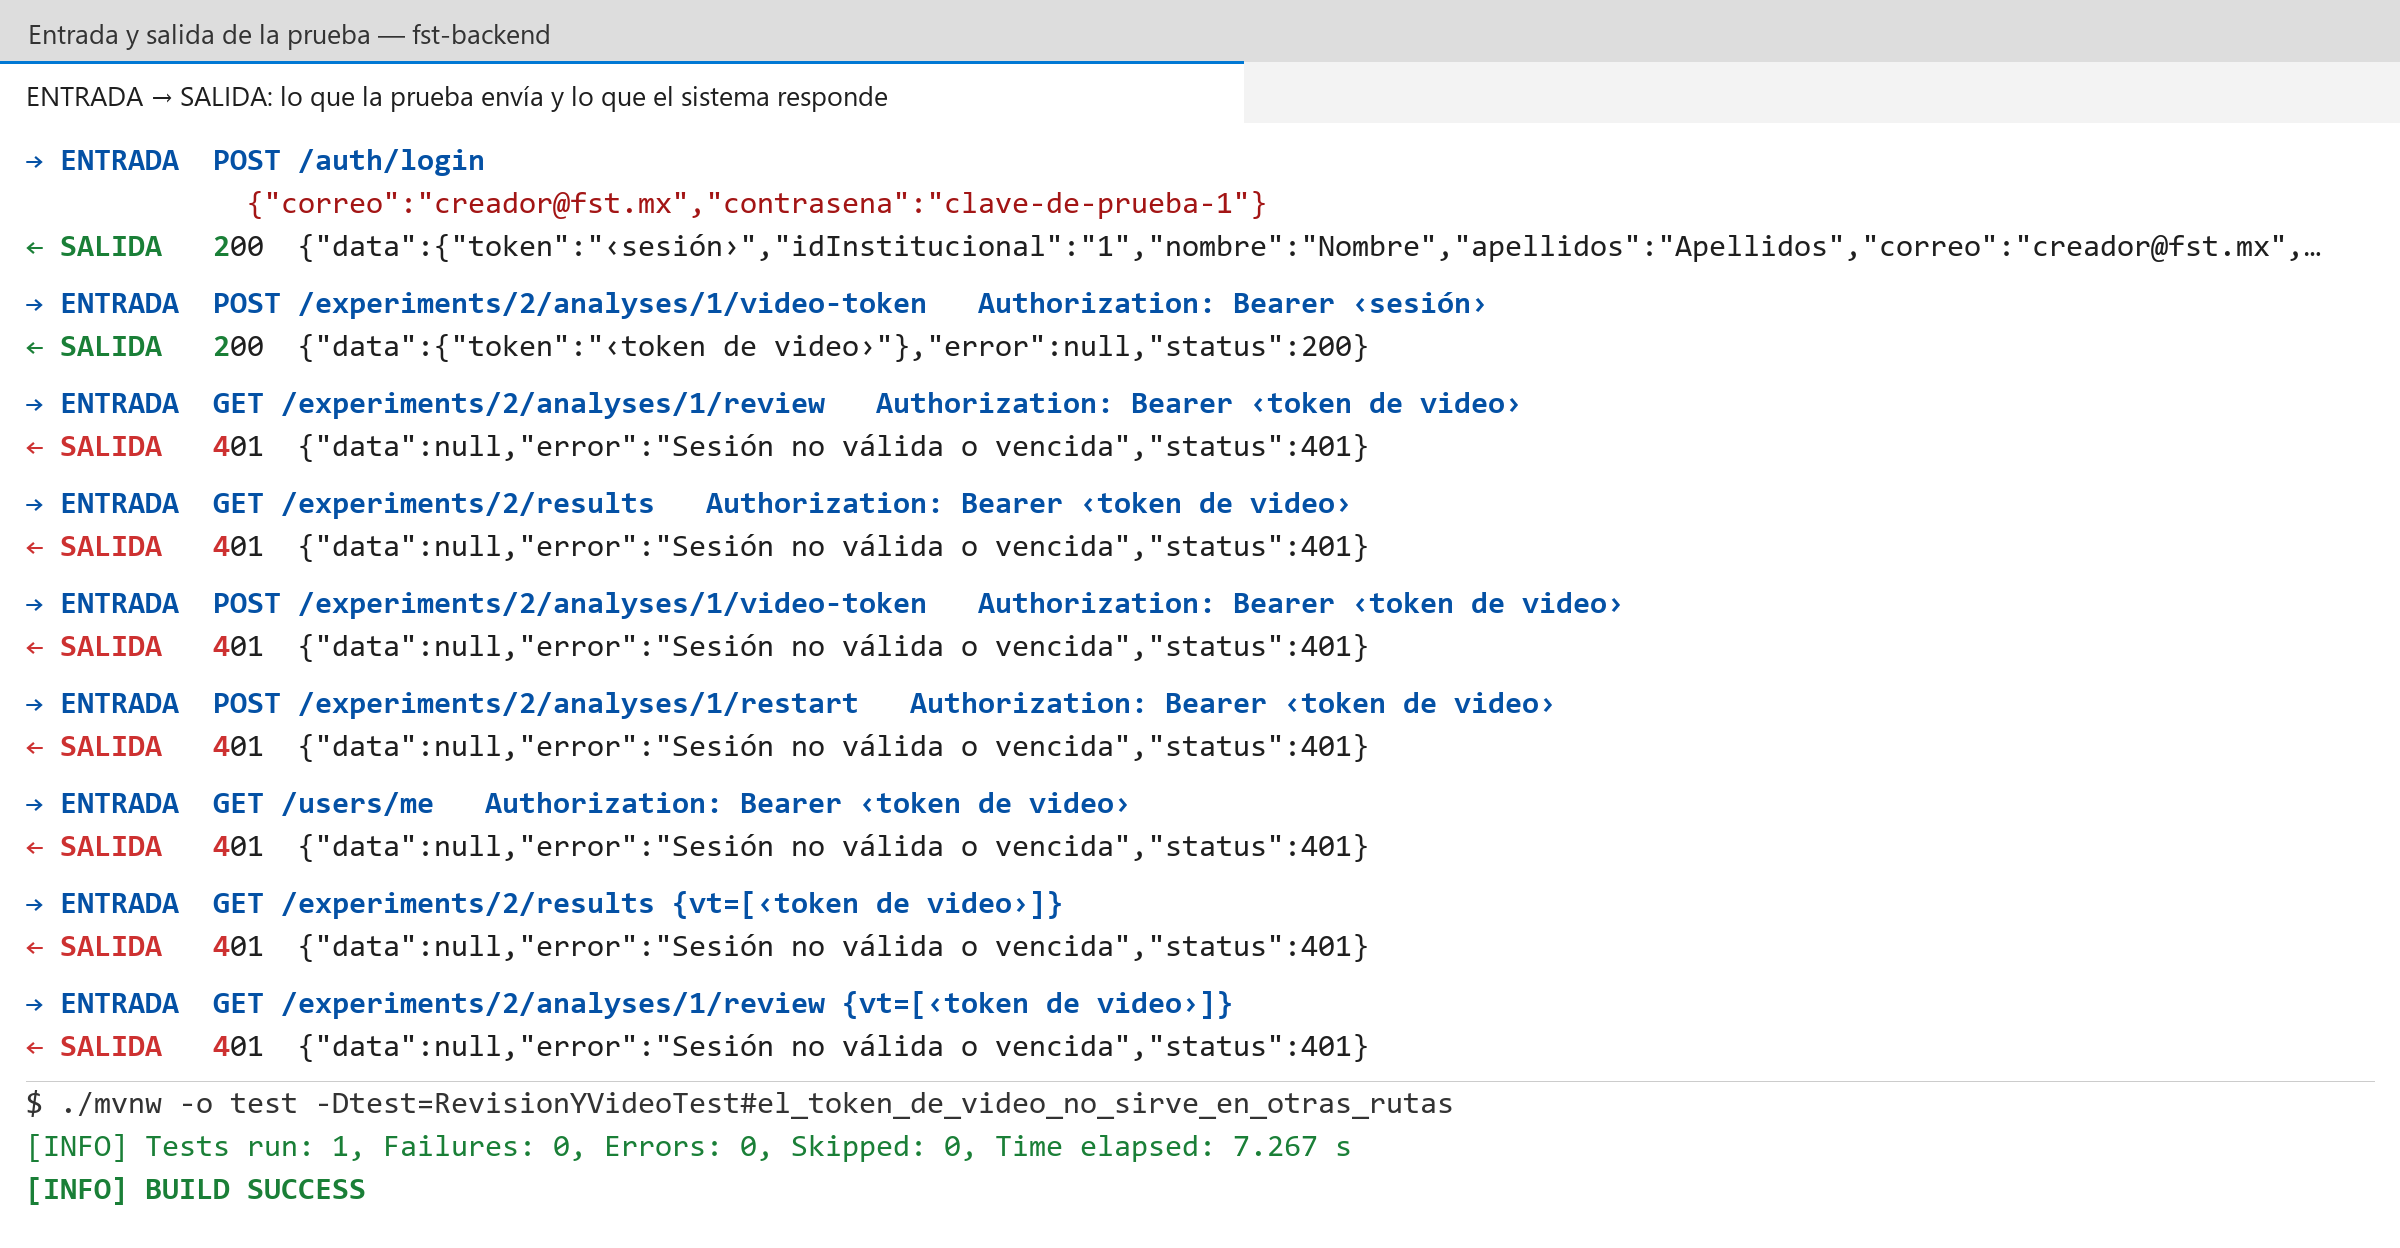 Entrada y salida de la prueba — fst-backend
ENTRADA → SALIDA: lo que la prueba envía y lo que el sistema responde
→ ENTRADA  POST /auth/login
{"correo":"creador@fst.mx","contrasena":"clave-de-prueba-1"}
← SALIDA   200  {"data":{"token":"‹sesión›","idInstitucional":"1","nombre":"Nombre","apellidos":"Apellidos","correo":"creador@fst.mx",…
→ ENTRADA  POST /experiments/2/analyses/1/video-token   Authorization: Bearer ‹sesión›
← SALIDA   200  {"data":{"token":"‹token de video›"},"error":null,"status":200}
→ ENTRADA  GET /experiments/2/analyses/1/review   Authorization: Bearer ‹token de video›
← SALIDA   401  {"data":null,"error":"Sesión no válida o vencida","status":401}
→ ENTRADA  GET /experiments/2/results   Authorization: Bearer ‹token de video›
← SALIDA   401  {"data":null,"error":"Sesión no válida o vencida","status":401}
→ ENTRADA  POST /experiments/2/analyses/1/video-token   Authorization: Bearer ‹token de video›
← SALIDA   401  {"data":null,"error":"Sesión no válida o vencida","status":401}
→ ENTRADA  POST /experiments/2/analyses/1/restart   Authorization: Bearer ‹token de video›
← SALIDA   401  {"data":null,"error":"Sesión no válida o vencida","status":401}
→ ENTRADA  GET /users/me   Authorization: Bearer ‹token de video›
← SALIDA   401  {"data":null,"error":"Sesión no válida o vencida","status":401}
→ ENTRADA  GET /experiments/2/results {vt=[‹token de video›]}
← SALIDA   401  {"data":null,"error":"Sesión no válida o vencida","status":401}
→ ENTRADA  GET /experiments/2/analyses/1/review {vt=[‹token de video›]}
← SALIDA   401  {"data":null,"error":"Sesión no válida o vencida","status":401}
$ ./mvnw -o test -Dtest=RevisionYVideoTest#el_token_de_video_no_sirve_en_otras_rutas
[INFO] Tests run: 1, Failures: 0, Errors: 0, Skipped: 0, Time elapsed: 7.267 s
[INFO] BUILD SUCCESS